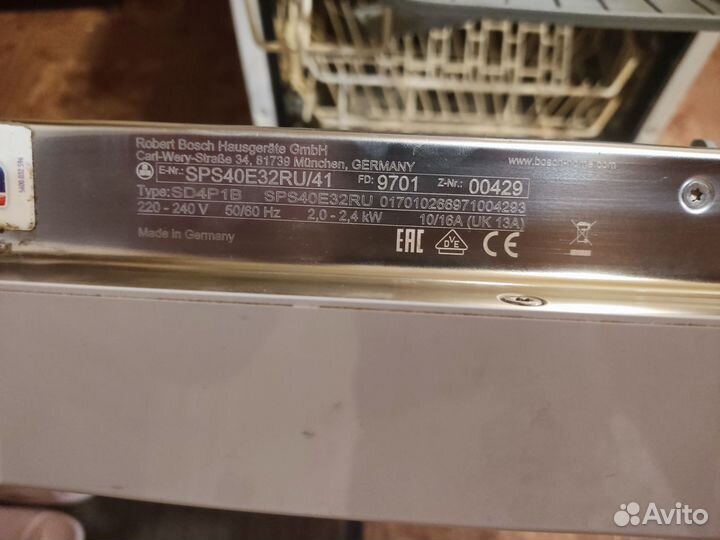 Robert Bosch Hausgeräte GmbH
Carl-Wery-Straße 34, 81739 München, GERMANY
www.bosch-home.com
E-Nr.: SPS40E32RU/41 FD: 9701 Z-Nr.: 00429
Type: SD4P1B SPS40E32RU 017010266971004293
220 - 240 V 50/60 Hz 2,0 - 2,4 kW 10/16A (UK 13A)
Made in Germany
EAC DVE CE
Avito